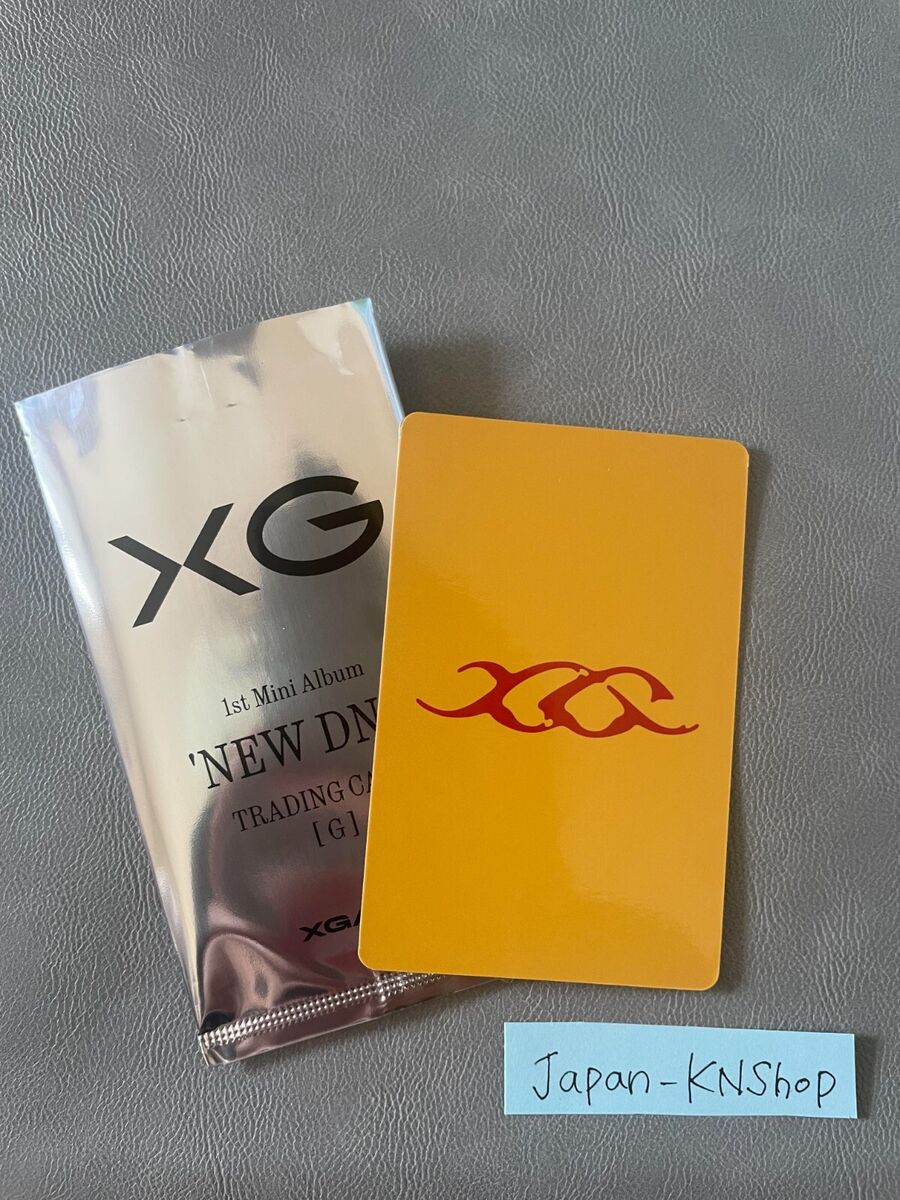 XG
1st Mini Album
'NEW DN
TRADING CA
[G]
XGA
XG
Japan-KNShop